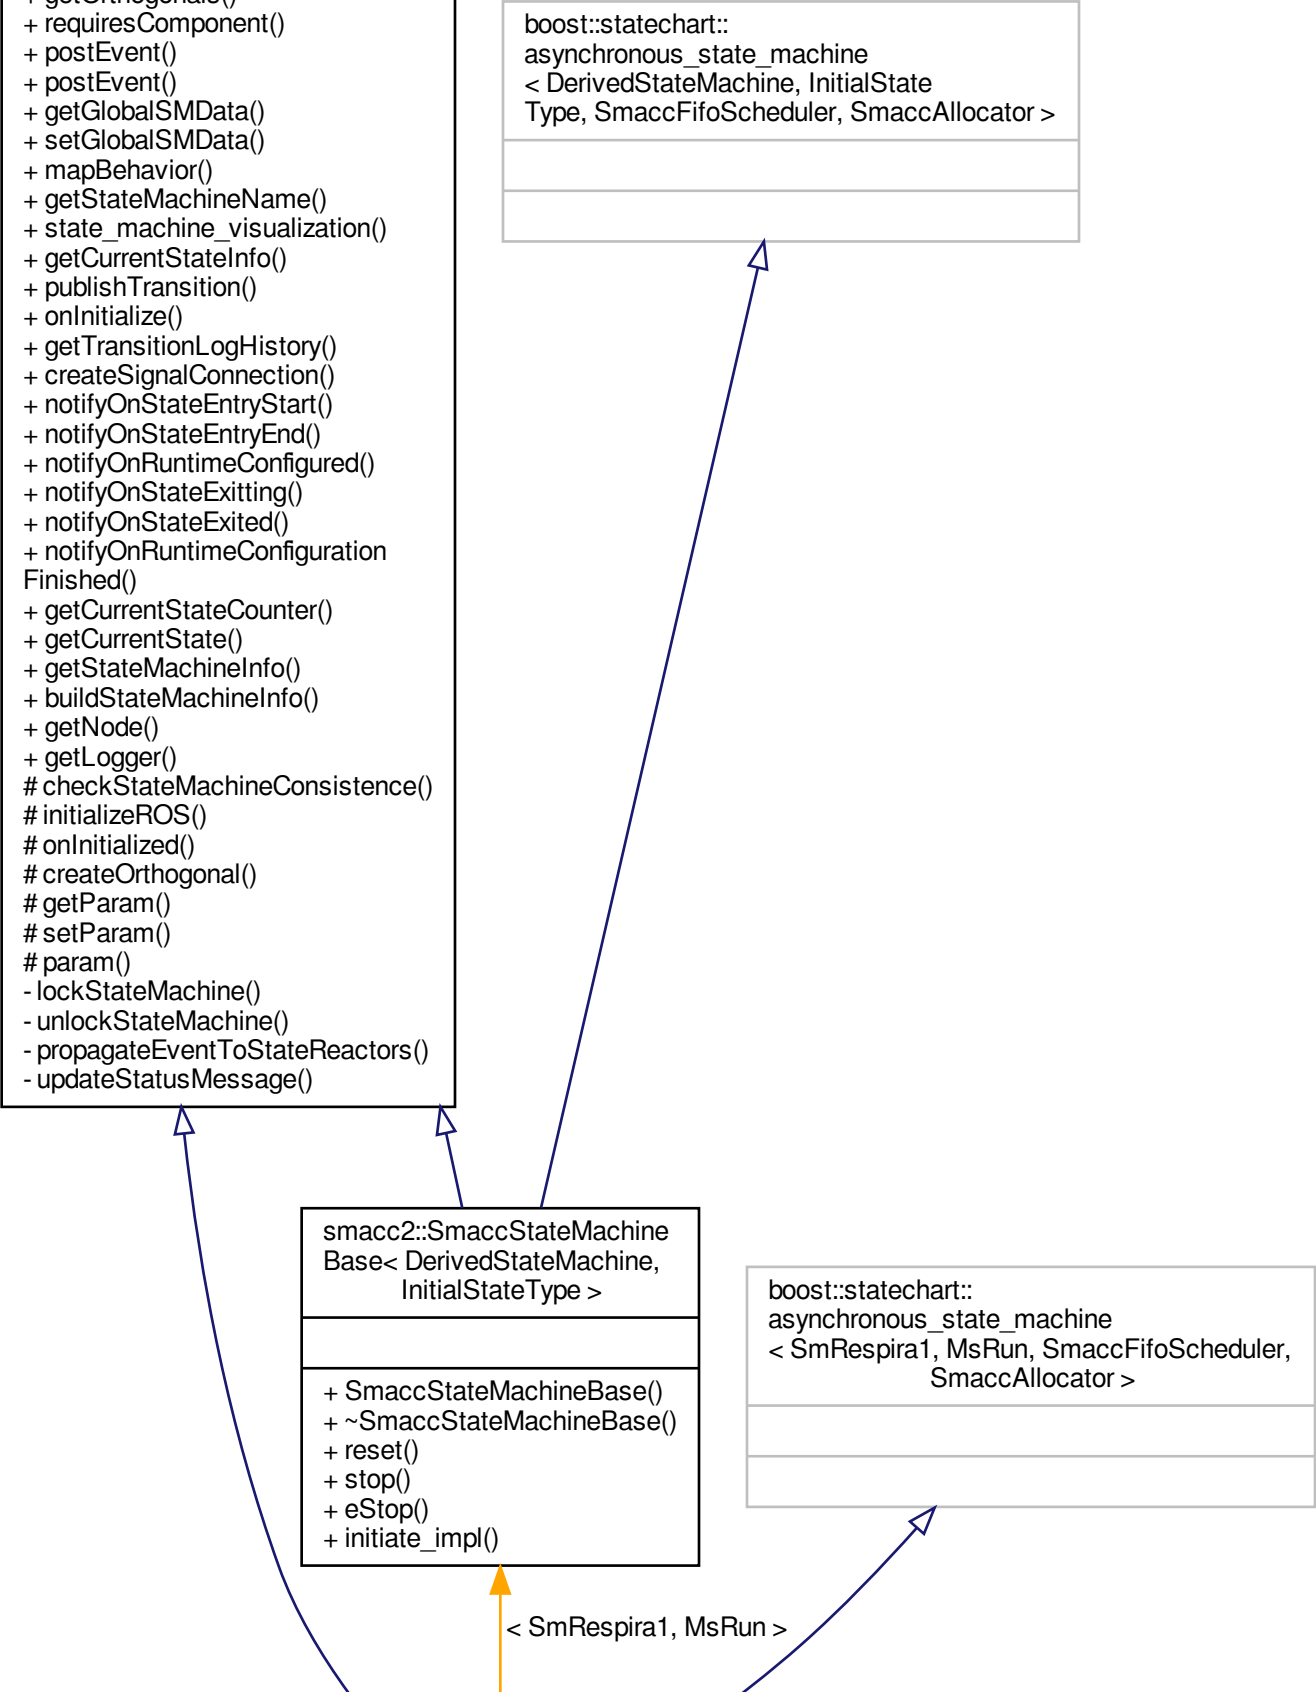 + getOrthogonals()
+ requiresComponent()
+ postEvent()
+ postEvent()
+ getGlobalSMData()
+ setGlobalSMData()
+ mapBehavior()
+ getStateMachineName()
+ state_machine_visualization()
+ getCurrentStateInfo()
+ publishTransition()
+ onInitialize()
+ getTransitionLogHistory()
+ createSignalConnection()
+ notifyOnStateEntryStart()
+ notifyOnStateEntryEnd()
+ notifyOnRuntimeConfigured()
+ notifyOnStateExitting()
+ notifyOnStateExited()
+ notifyOnRuntimeConfiguration
Finished()
+ getCurrentStateCounter()
+ getCurrentState()
+ getStateMachineInfo()
+ buildStateMachineInfo()
+ getNode()
+ getLogger()
# checkStateMachineConsistence()
# initializeROS()
# onInitialized()
# createOrthogonal()
# getParam()
# setParam()
# param()
- lockStateMachine()
- unlockStateMachine()
- propagateEventToStateReactors()
- updateStatusMessage()
boost::statechart::
asynchronous_state_machine
< DerivedStateMachine, InitialState
Type, SmaccFifoScheduler, SmaccAllocator >
smacc2::SmaccStateMachine
Base< DerivedStateMachine,
InitialStateType >
+ SmaccStateMachineBase()
+ ~SmaccStateMachineBase()
+ reset()
+ stop()
+ eStop()
+ initiate_impl()
boost::statechart::
asynchronous_state_machine
< SmRespira1, MsRun, SmaccFifoScheduler,
SmaccAllocator >
< SmRespira1, MsRun >